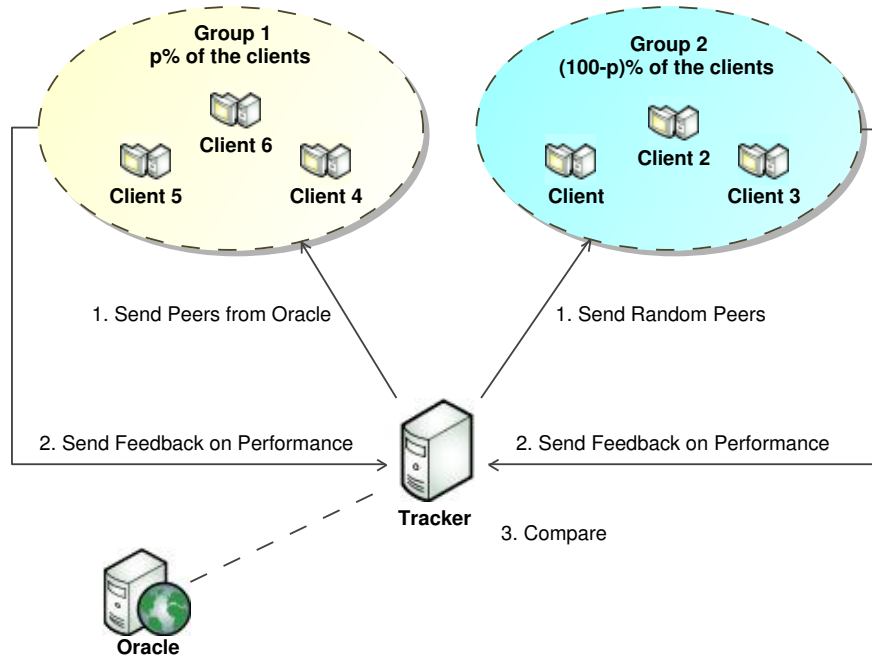 Group 1
p% of the clients
Client 6
Client 5
Client 4
Group 2
(100-p)% of the clients
Client 2
Client
Client 3
1. Send Peers from Oracle
1. Send Random Peers
2. Send Feedback on Performance
2. Send Feedback on Performance
Tracker
3. Compare
Oracle